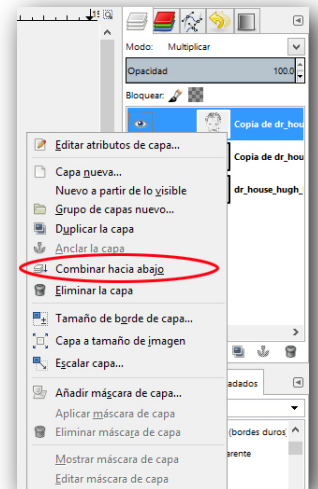 Modo: Multiplicar
Opacidad 100.0
Bloquear:
Copia de dr_hou
Copia de dr_hou
dr_house_hugh_
Editar atributos de capa...
Capa nueva...
Nuevo a partir de lo visible
Grupo de capas nuevo...
Duplicar la capa
Anclar la capa
Combinar hacia abajo
Eliminar la capa
Tamaño de borde de capa...
Capa a tamaño de imagen
Escalar capa...
Añadir máscara de capa...
Aplicar máscara de capa
Eliminar máscara de capa
Mostrar máscara de capa
Editar máscara de capa
adados
(bordes duros)
arente